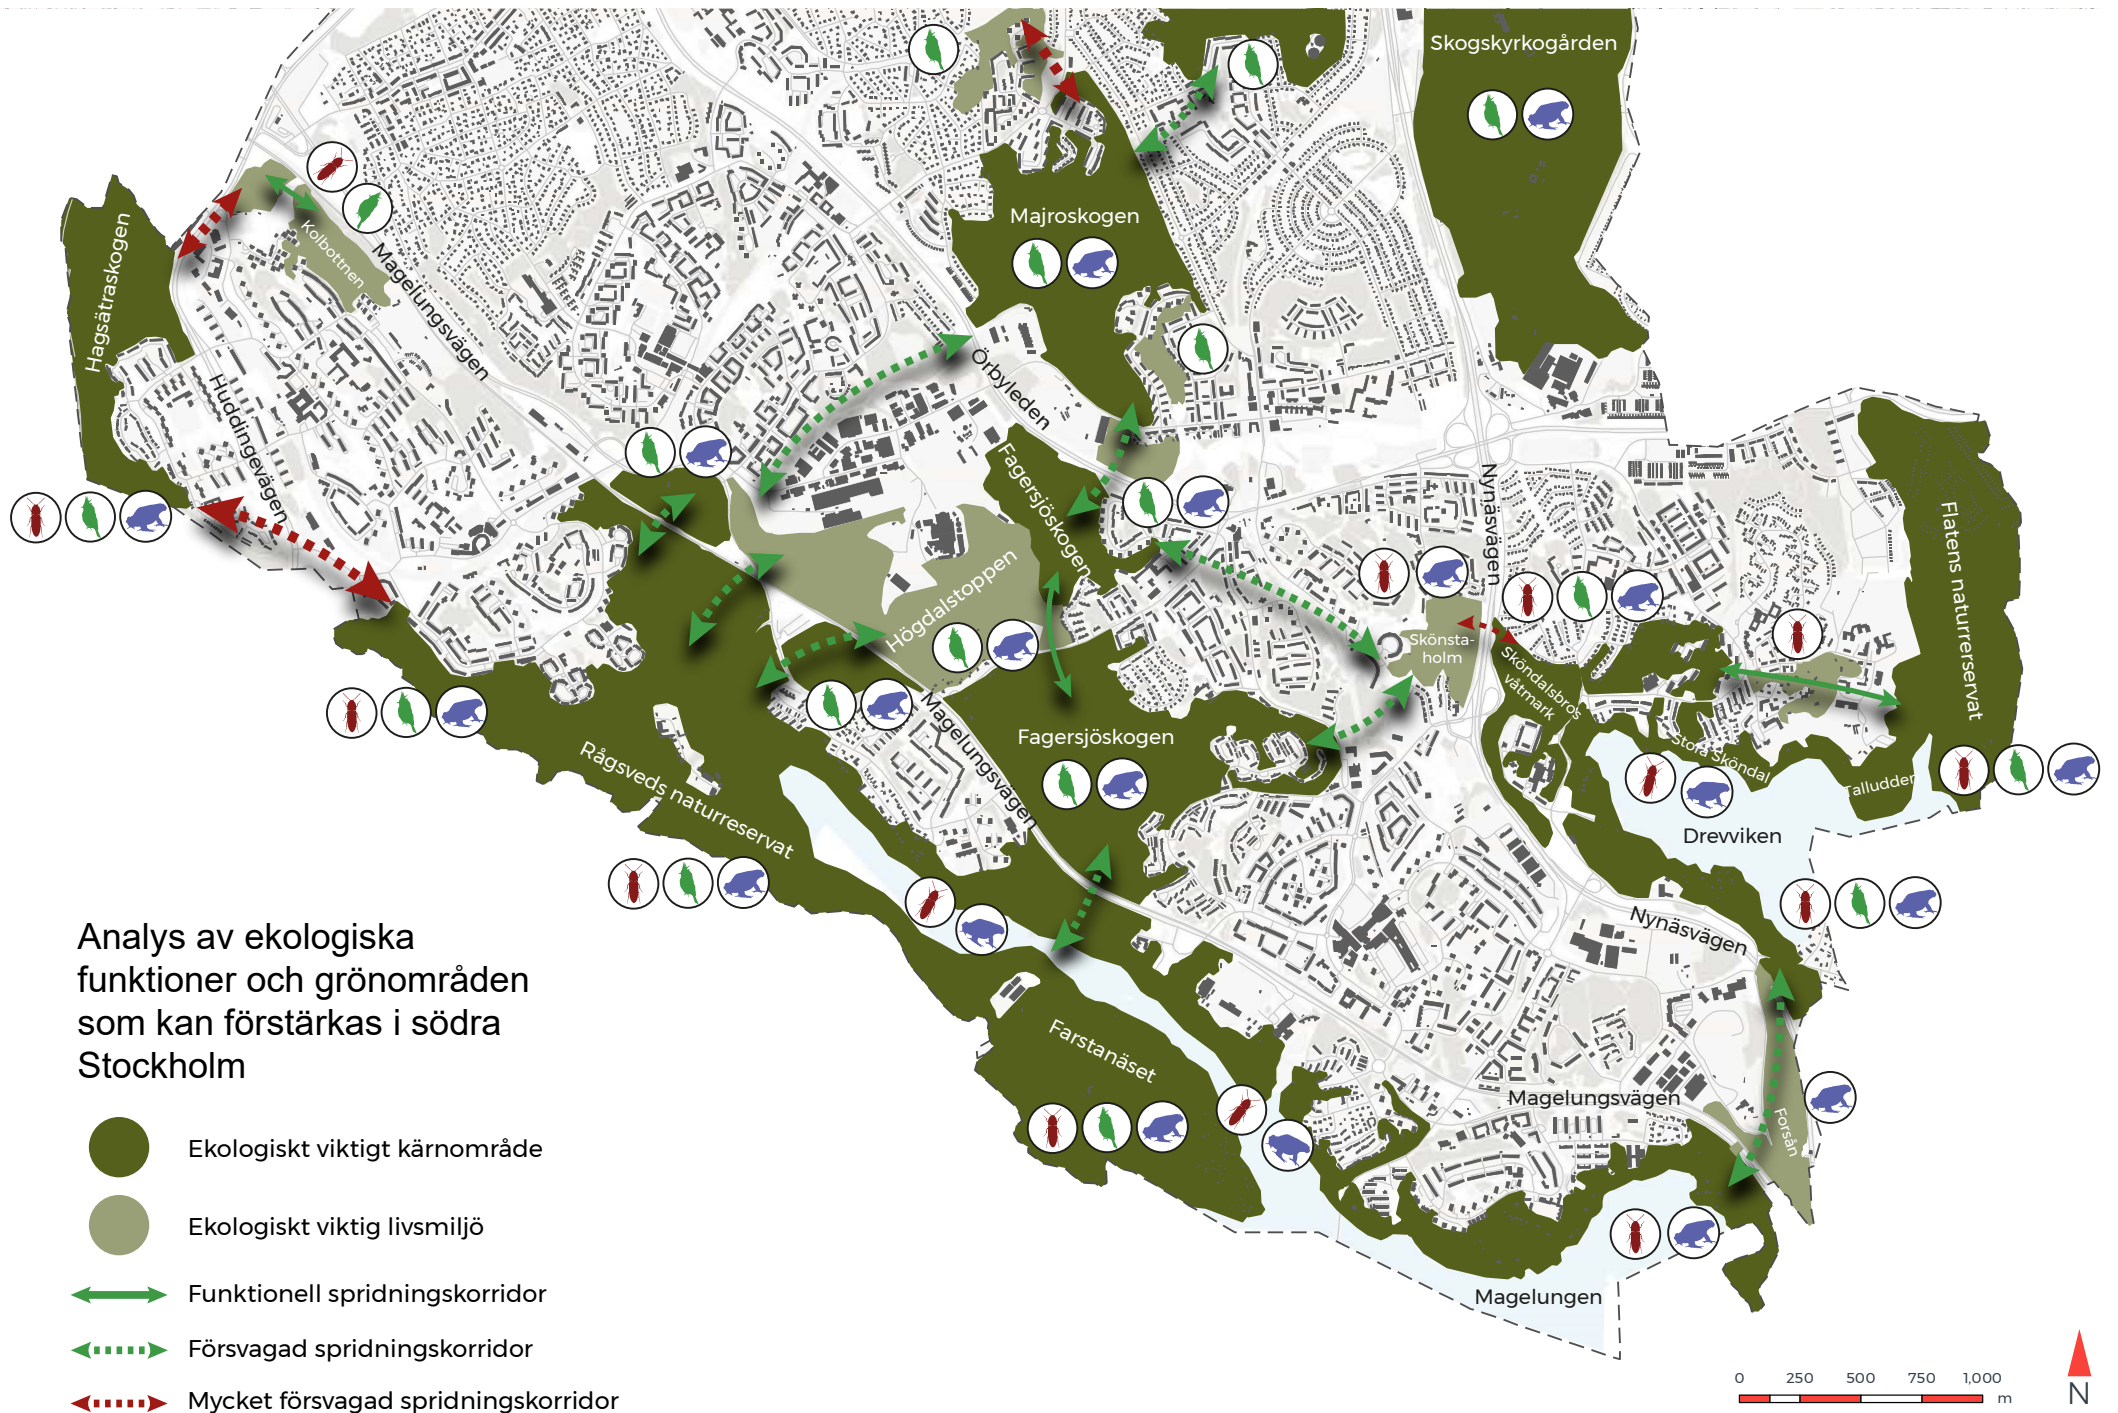 Skogskyrkogården
Majroskogen
Kolbottnen
Magelungsvägen
Hagsätraskogen
Huddingevägen
Örbyleden
Fagersjöskogen
Nynäsvägen
Flatens naturrerservat
Högdalstoppen
Skönsta-
holm
Sköndalsbros
våtmark
Stora Sköndal
Talludden
Drevviken
Magelungsvägen
Fagersjöskogen
Rågsveds naturreservat
Nynäsvägen
Farstanäset
Magelungsvägen
Forsån
Magelungen
Analys av ekologiska
funktioner och grönområden
som kan förstärkas i södra
Stockholm
Ekologiskt viktigt kärnområde
Ekologiskt viktig livsmiljö
Funktionell spridningskorridor
Försvagad spridningskorridor
Mycket försvagad spridningskorridor
0 250 500 750 1,000
m
N